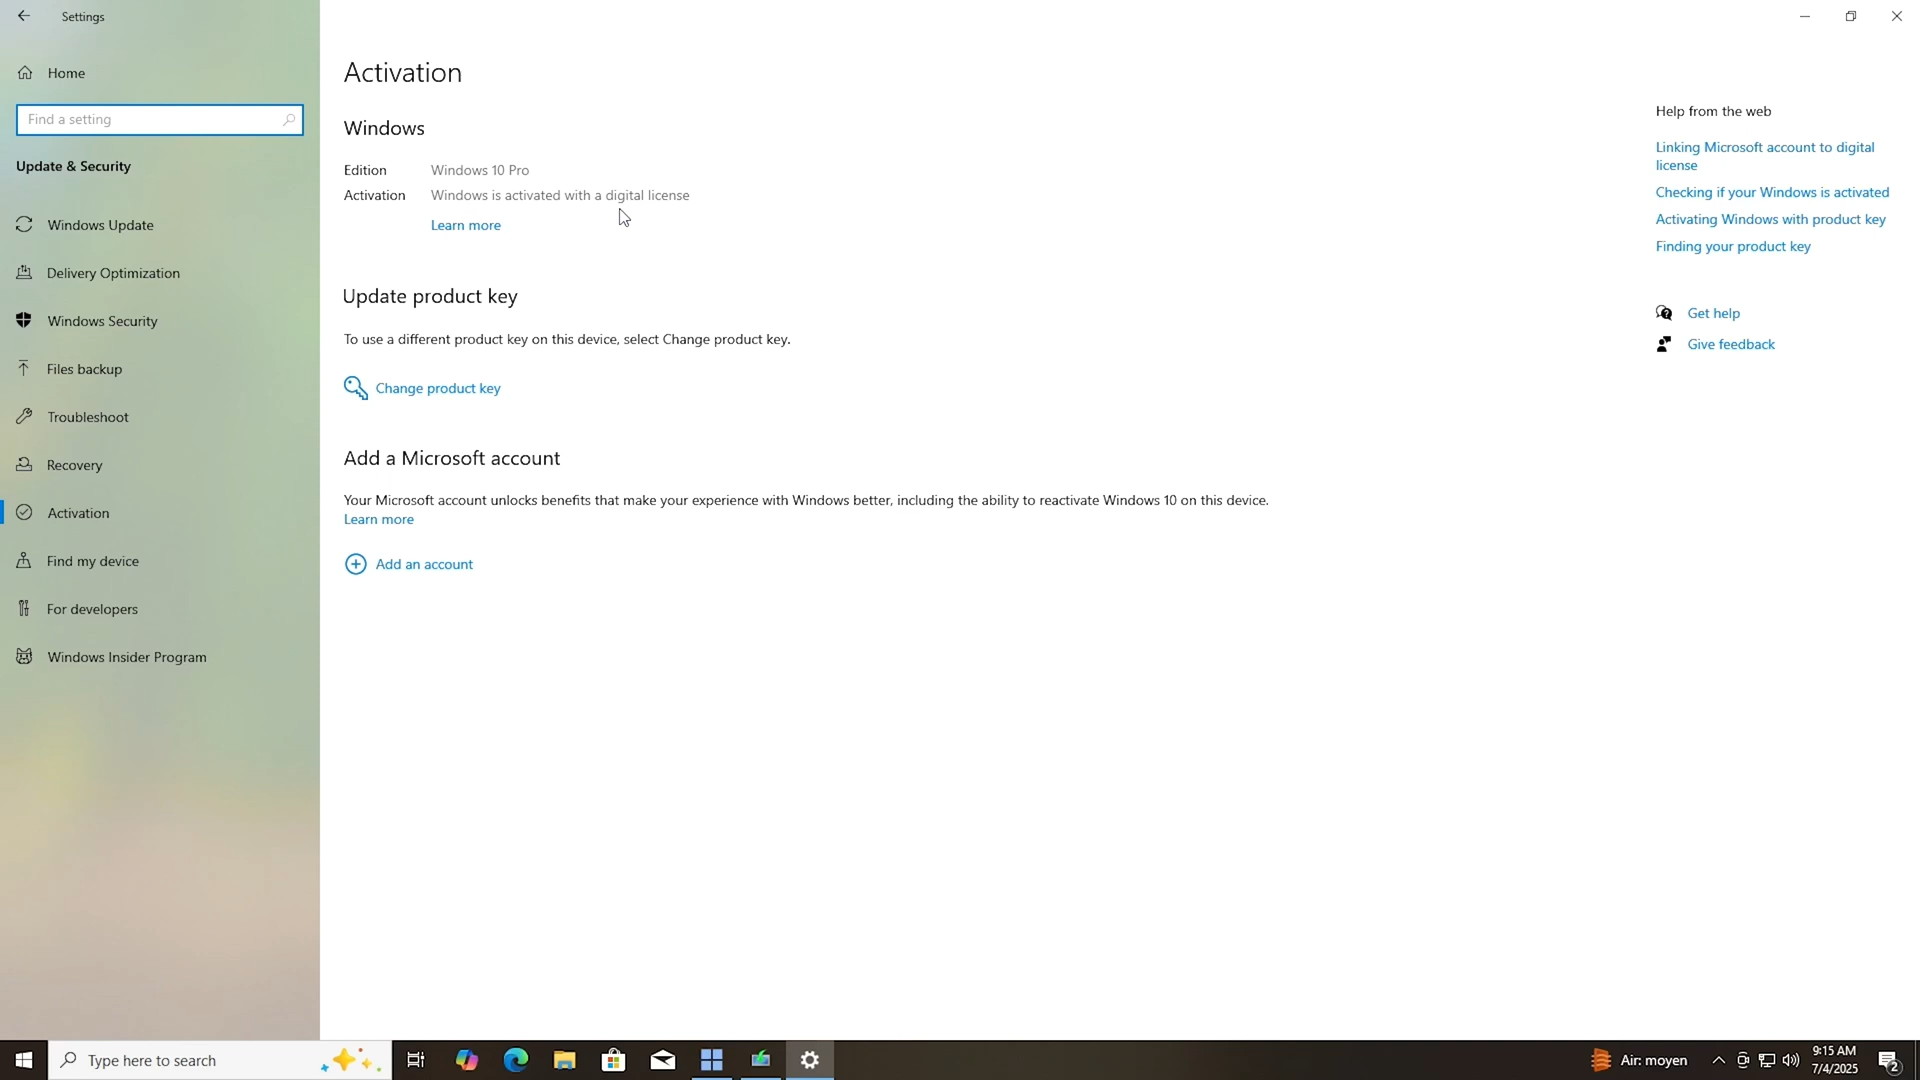 Settings
Home
Find a setting
Update & Security
Windows Update
Delivery Optimization
Windows Security
Files backup
Troubleshoot
Recovery
Activation
Find my device
For developers
Windows Insider Program
Activation
Windows
Edition Windows 10 Pro
Activation Windows is activated with a digital license
Learn more
Update product key
To use a different product key on this device, select Change product key.
Change product key
Add a Microsoft account
Your Microsoft account unlocks benefits that make your experience with Windows better, including the ability to reactivate Windows 10 on this device.
Learn more
Add an account
Help from the web
Linking Microsoft account to digital
license
Checking if your Windows is activated
Activating Windows with product key
Finding your product key
Get help
Give feedback
Type here to search
Air: moyen
9:15 AM
7/4/2025
2